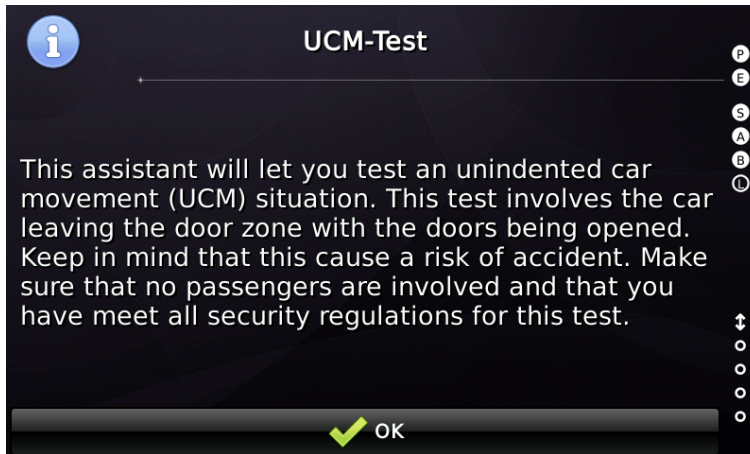 UCM-Test
This assistant will let you test an unindented car
movement (UCM) situation. This test involves the car
leaving the door zone with the doors being opened.
Keep in mind that this cause a risk of accident. Make
sure that no passengers are involved and that you
have meet all security regulations for this test.
OK
P
E
S
A
B
L